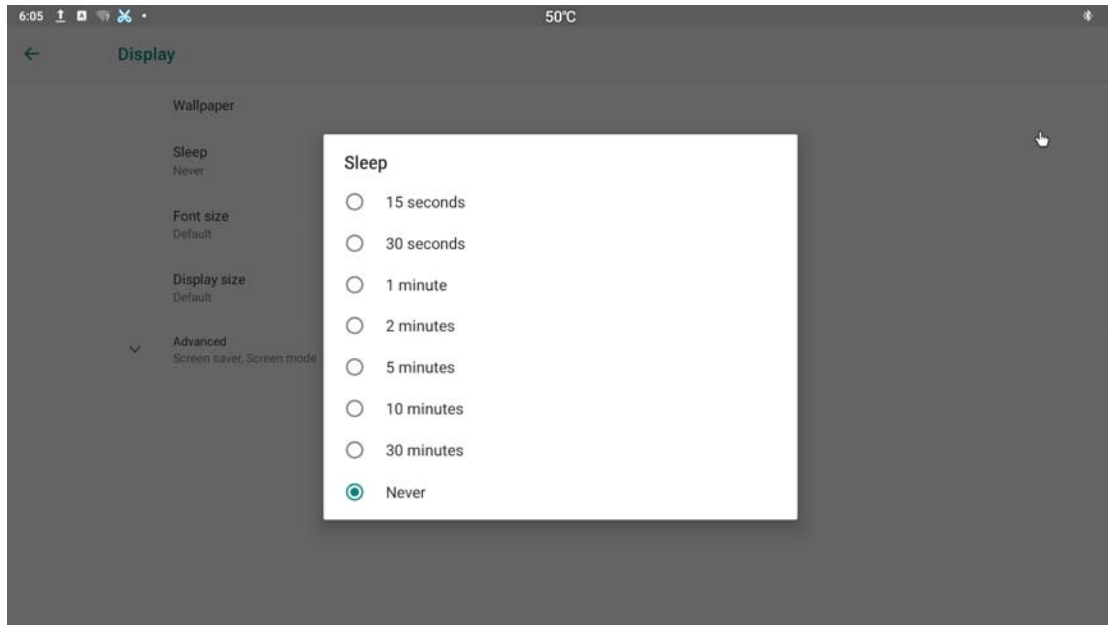 6:05
50°C
Display
Wallpaper
Sleep
Never
Font size
Default
Display size
Default
Advanced
Screen saver, Screen mode
Sleep
15 seconds
30 seconds
1 minute
2 minutes
5 minutes
10 minutes
30 minutes
Never